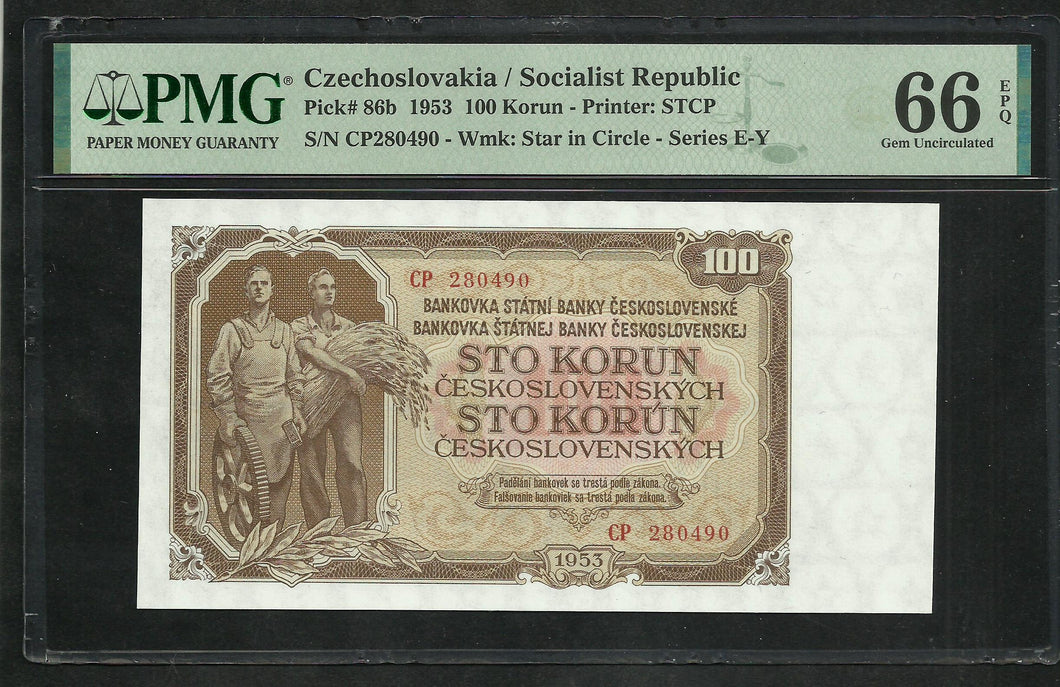 PMG®
PAPER MONEY GUARANTY
Czechoslovakia / Socialist Republic
Pick# 86b 1953 100 Korun - Printer: STCP
S/N CP280490 - Wmk: Star in Circle - Series E-Y
66 EPQ
Gem Uncirculated
100
CP 280490
BANKOVKA STÁTNÍ BANKY ČESKOSLOVENSKÉ
BANKOVKA ŠTÁTNEJ BANKY ČESKOSLOVENSKEJ
STO KORUN
ČESKOSLOVENSKÝCH
STO KORÚN
ČESKOSLOVENSKÝCH
Padělání bankovek se trestá podle zákona.
Falšovanie bankoviek sa trestá podľa zákona.
CP 280490
1953